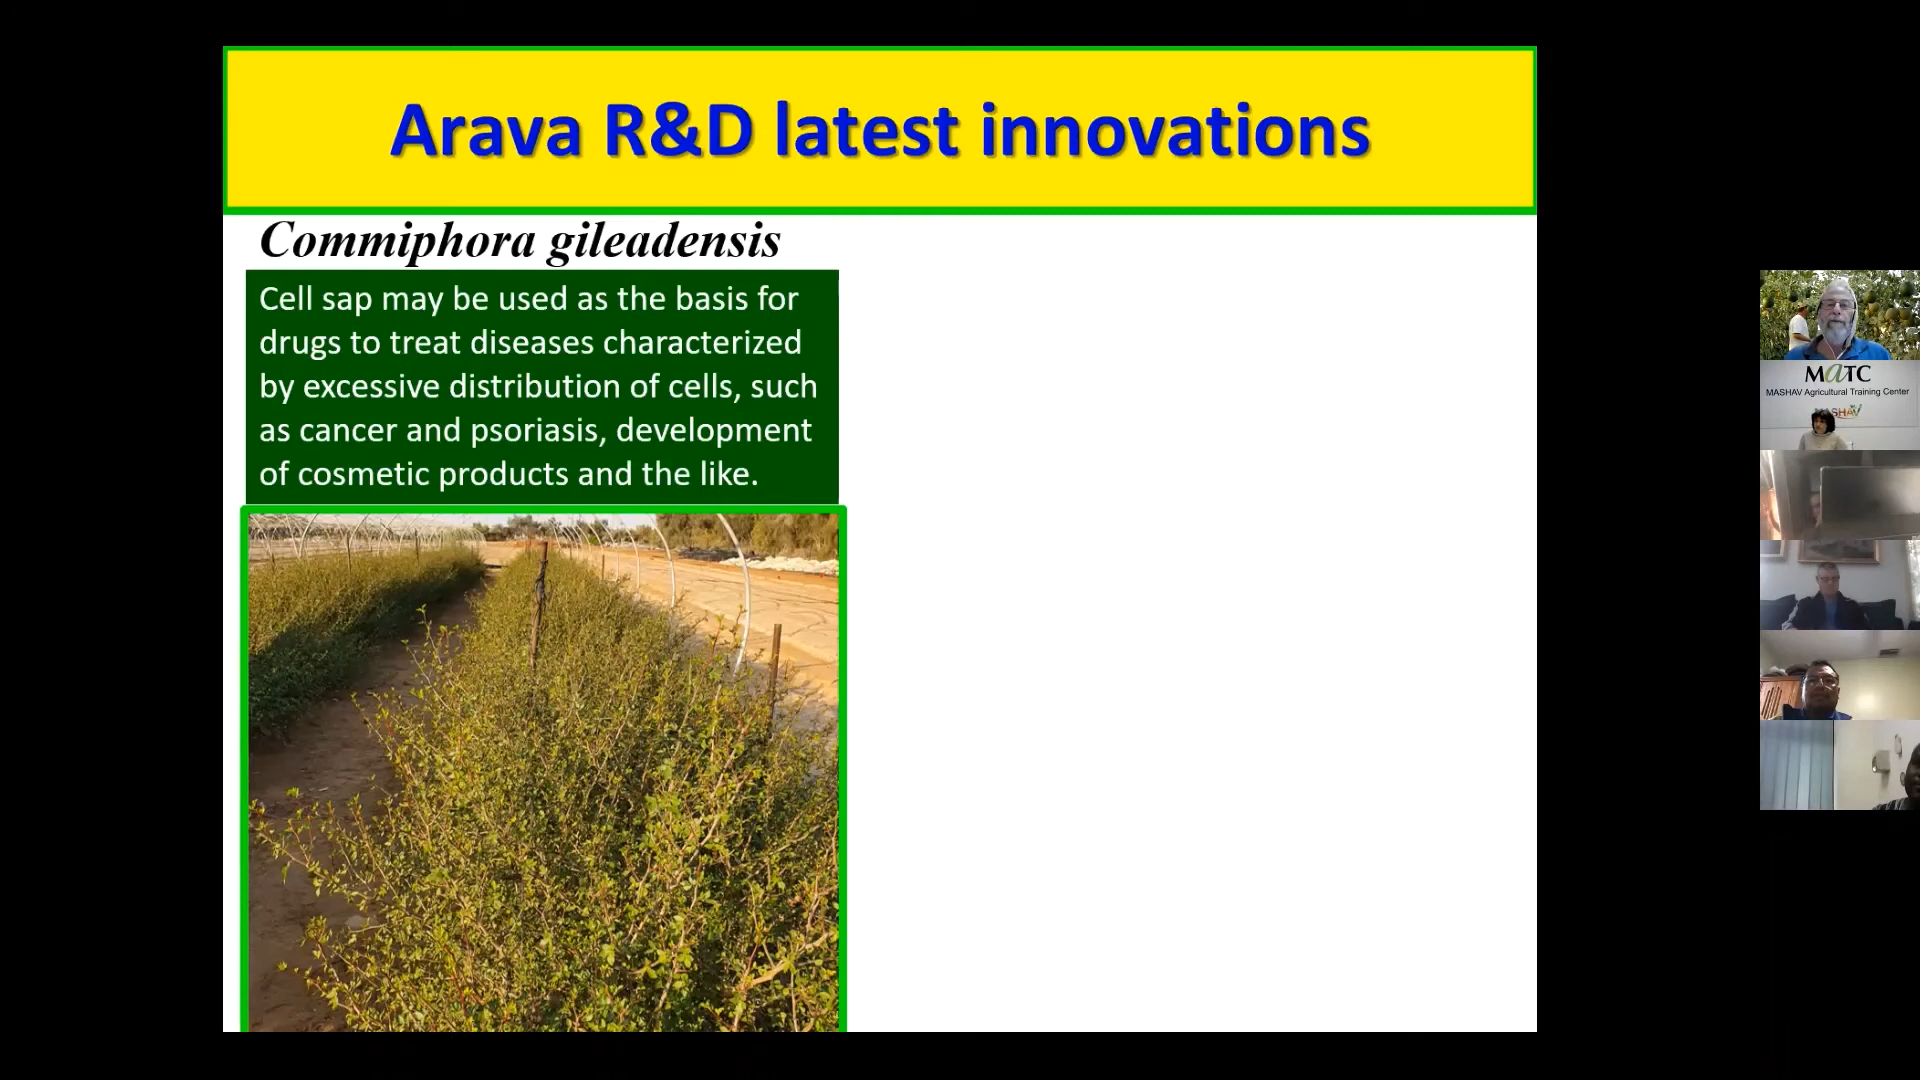 Arava R&D latest innovations
Commiphora gileadensis
Cell sap may be used as the basis for
drugs to treat diseases characterized
by excessive distribution of cells, such
as cancer and psoriasis, development
of cosmetic products and the like.
MATC
MASHAV Agricultural Training Center
MASHAV